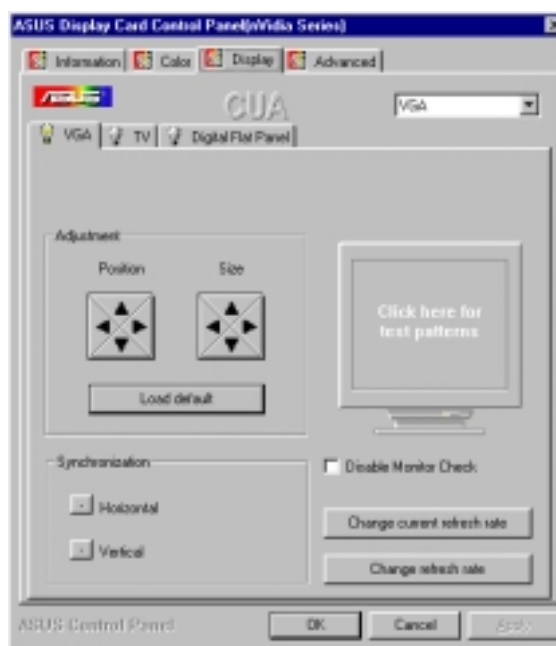 ASUS Display Card Control Panel(nVidia Series)
Information Color Display Advanced
ASUS CUA VGA
VGA TV Digital Flat Panel
Adjustment
Position Size
Click here for
test patterns
Load default
Synchronization
Disable Monitor Check
Horizontal
Change current refresh rate
Vertical
Change refresh rate
ASUS Control Panel OK Cancel Apply